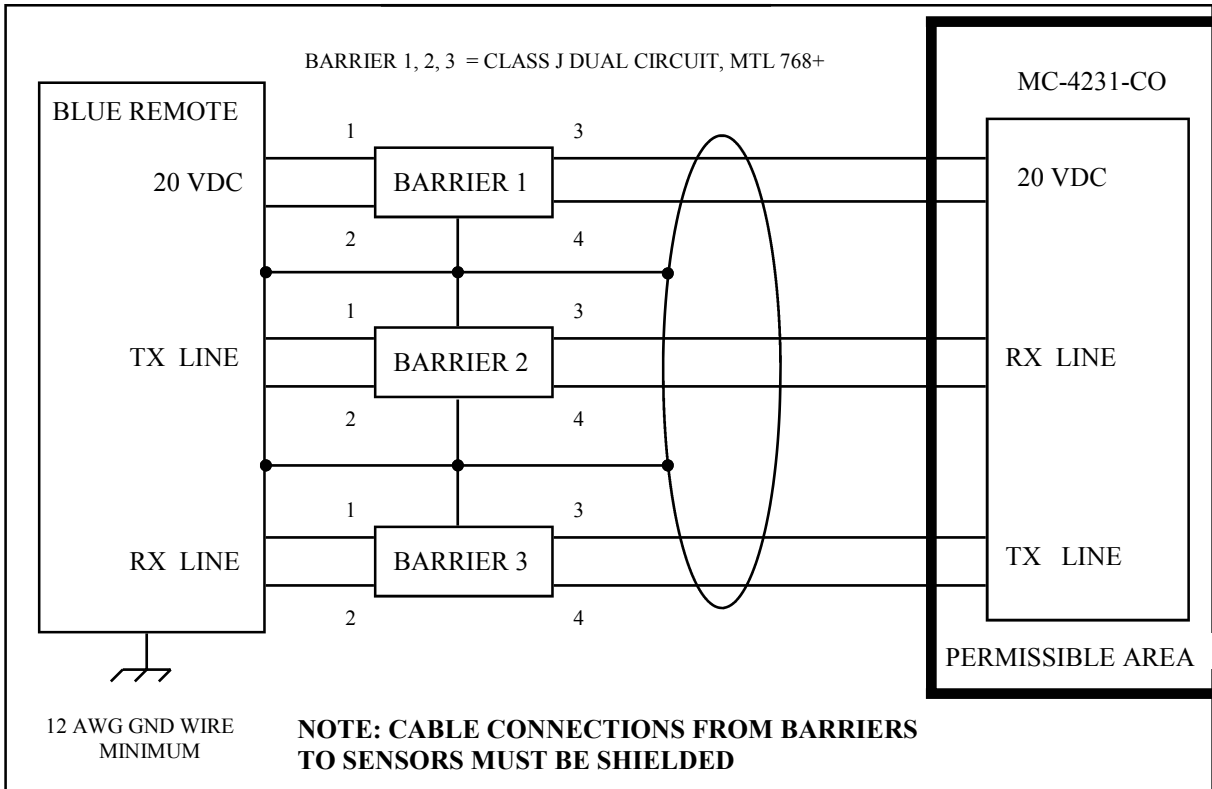 BARRIER 1, 2, 3 = CLASS J DUAL CIRCUIT, MTL 768+
MC-4231-CO
BLUE REMOTE
1
3
20 VDC
BARRIER 1
20 VDC
2
4
1
3
TX LINE
BARRIER 2
RX LINE
2
4
1
3
RX LINE
BARRIER 3
TX LINE
2
4
PERMISSIBLE AREA
12 AWG GND WIRE
MINIMUM
NOTE: CABLE CONNECTIONS FROM BARRIERS
TO SENSORS MUST BE SHIELDED